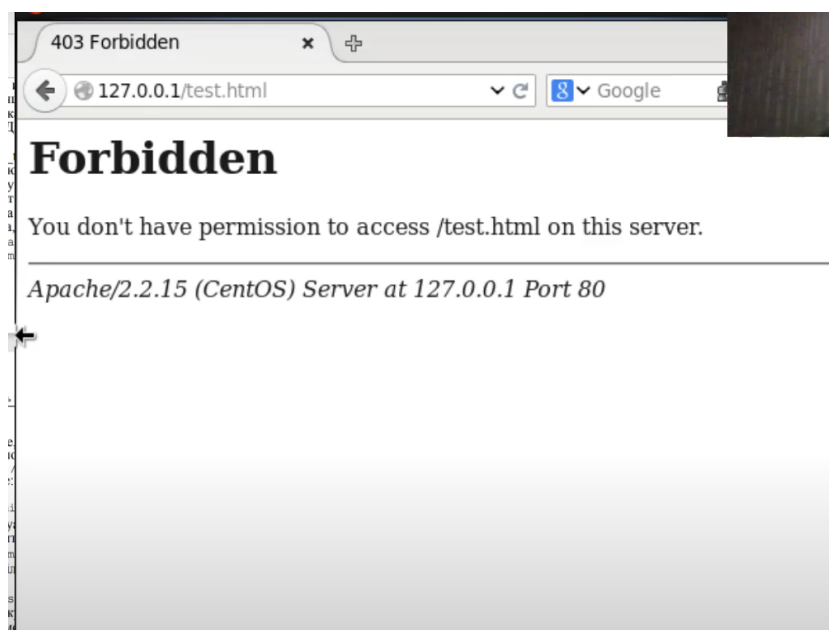 403 Forbidden
127.0.0.1/test.html
8 Google
Forbidden
You don't have permission to access /test.html on this server.
Apache/2.2.15 (CentOS) Server at 127.0.0.1 Port 80